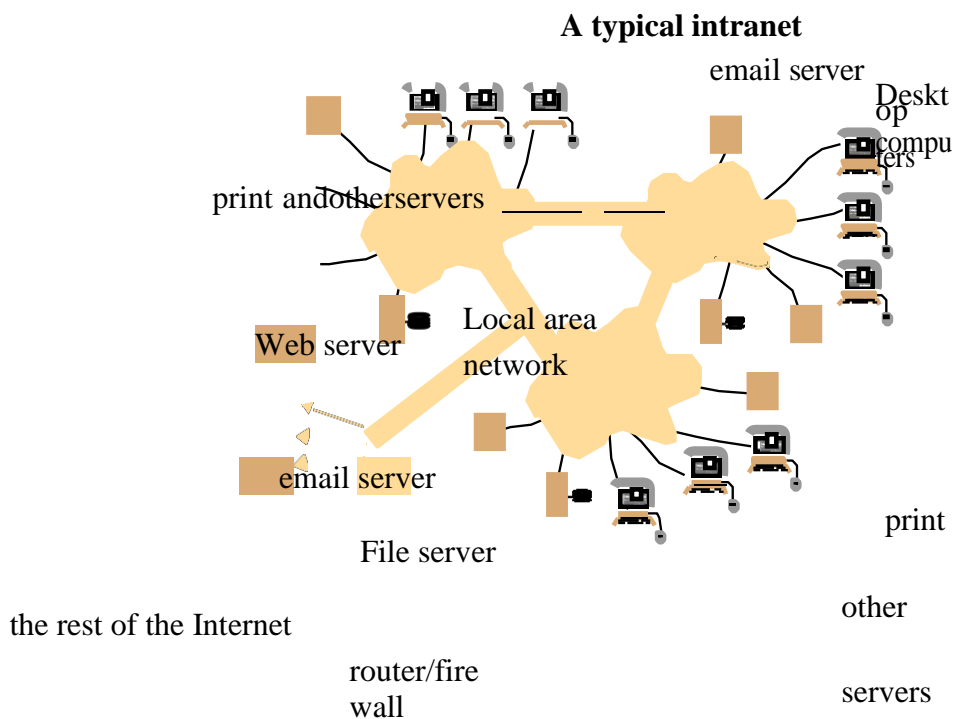 A typical intranet
email server
Deskt
op
compu
ters
print andotherservers
Local area
network
Web server
email server
File server
print
other
servers
the rest of the Internet
router/fire
wall